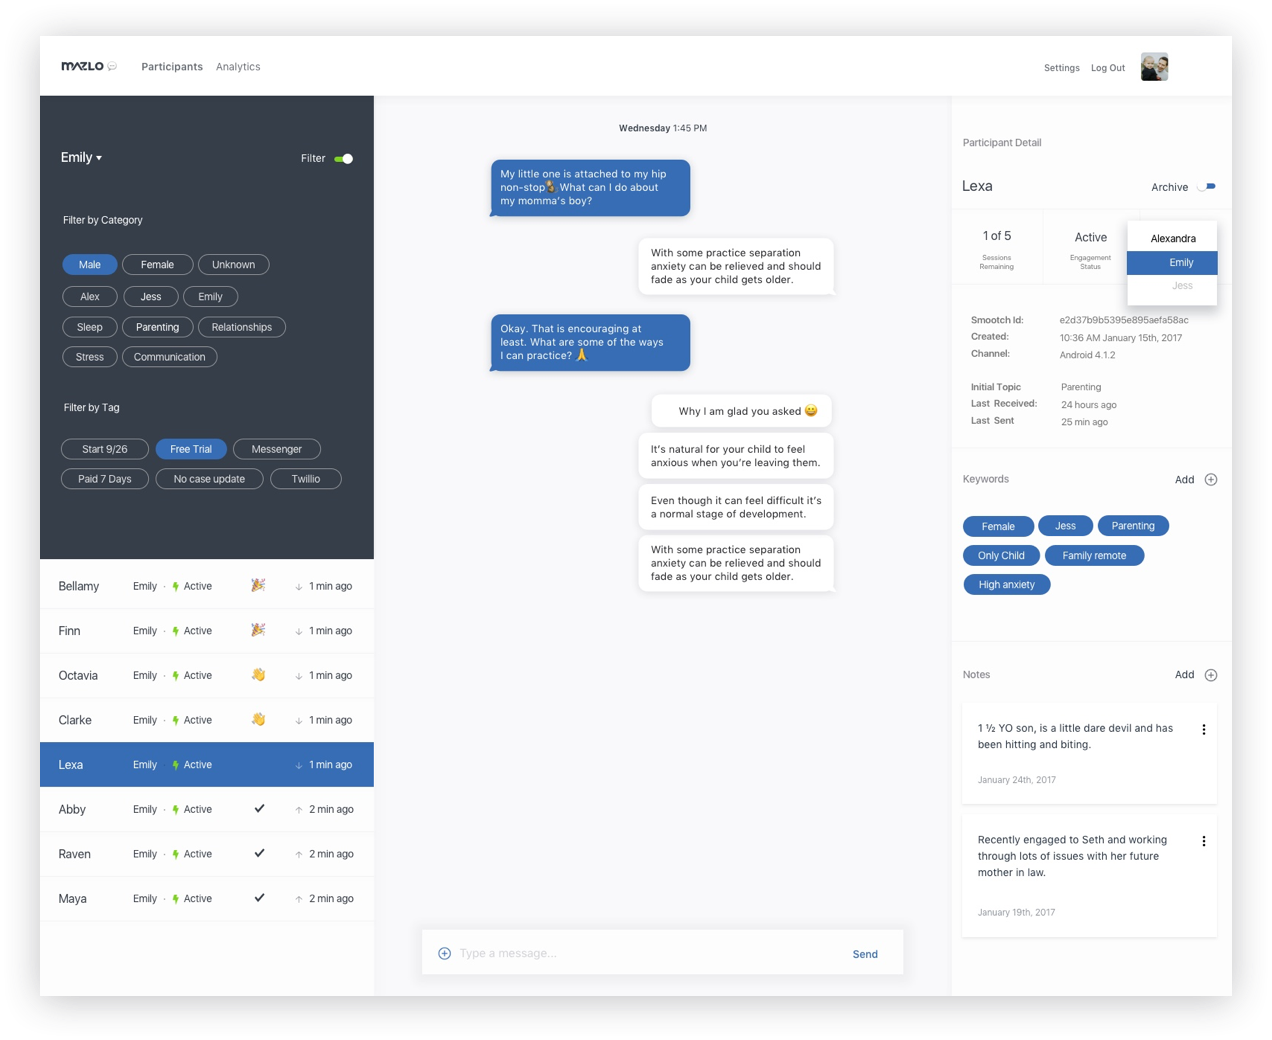 MAZLO
Participants
Analytics
Settings
Log Out
Emily
Filter
Filter by Category
Male
Female
Unknown
Alex
Jess
Emily
Sleep
Parenting
Relationships
Stress
Communication
Filter by Tag
Start 9/26
Free Trial
Messenger
Paid 7 Days
No case update
Twillio
Bellamy Emily · Active ↓ 1 min ago
Finn Emily · Active ↓ 1 min ago
Octavia Emily · Active ↓ 1 min ago
Clarke Emily · Active ↓ 1 min ago
Lexa Emily · Active ↓ 1 min ago
Abby Emily · Active ✓ ↑ 2 min ago
Raven Emily · Active ✓ ↑ 2 min ago
Maya Emily · Active ✓ ↑ 2 min ago
Wednesday 1:45 PM
My little one is attached to my hip
non-stop What can I do about
my momma's boy?
With some practice separation
anxiety can be relieved and should
fade as your child gets older.
Okay. That is encouraging at
least. What are some of the ways
I can practice? 🙏
Why I am glad you asked 😀
It's natural for your child to feel
anxious when you're leaving them.
Even though it can feel difficult it's
a normal stage of development.
With some practice separation
anxiety can be relieved and should
fade as your child gets older.
Type a message...
Send
Participant Detail
Lexa
Archive
1 of 5
Sessions
Remaining
Active
Engagement
Status
Alexandra
Emily
Jess
Smootch Id: e2d37b9b5395e895aefa58ac
Created: 10:36 AM January 15th, 2017
Channel: Android 4.1.2
Initial Topic Parenting
Last Received: 24 hours ago
Last Sent 25 min ago
Keywords
Add
Female
Jess
Parenting
Only Child
Family remote
High anxiety
Notes
Add
1 ½ YO son, is a little dare devil and has
been hitting and biting.
January 24th, 2017
Recently engaged to Seth and working
through lots of issues with her future
mother in law.
January 19th, 2017